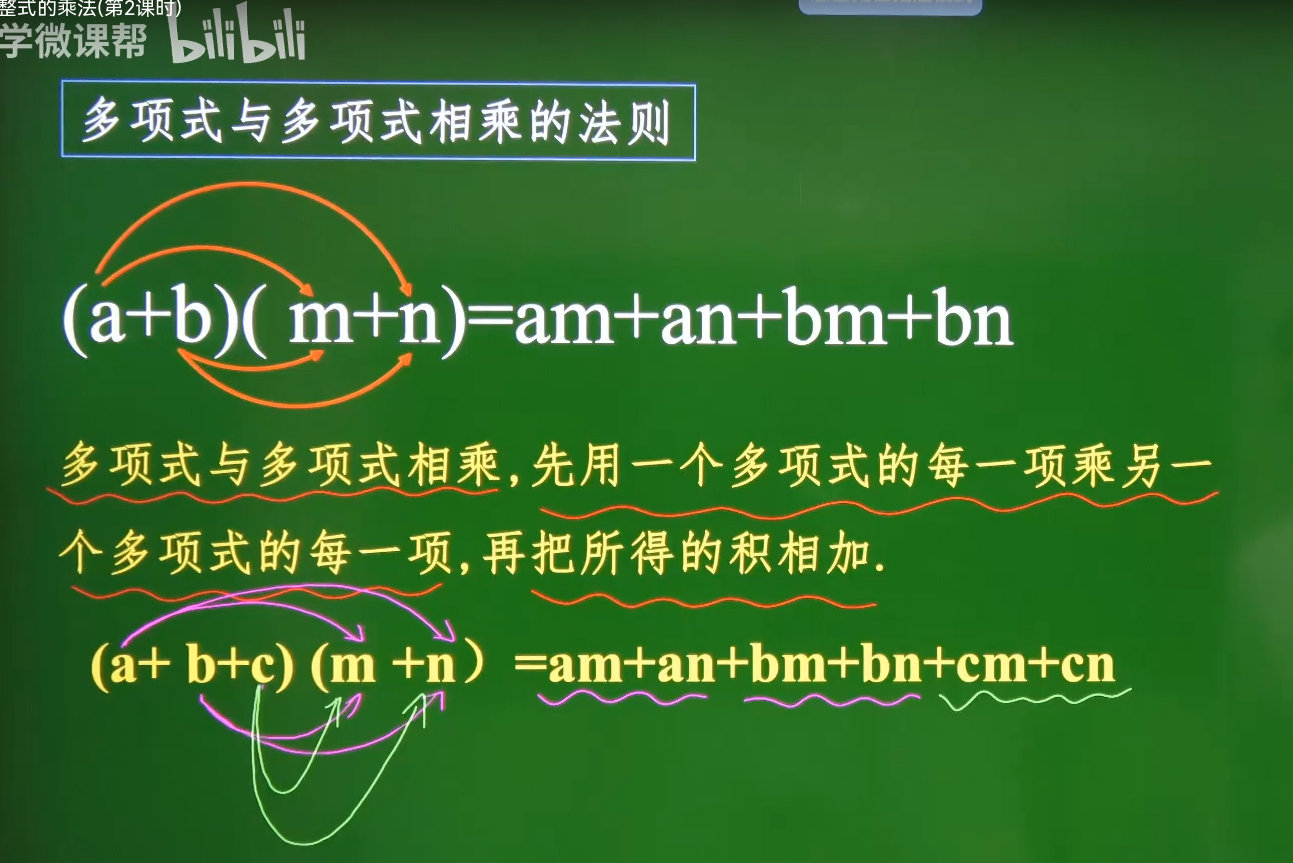 整式的乘法(第2课时)
学微课帮 bilibili
多项式与多项式相乘的法则
(a+b)( m+n)=am+an+bm+bn
多项式与多项式相乘,先用一个多项式的每一项乘另一
个多项式的每一项,再把所得的积相加.
(a+ b+c) (m +n）=am+an+bm+bn+cm+cn